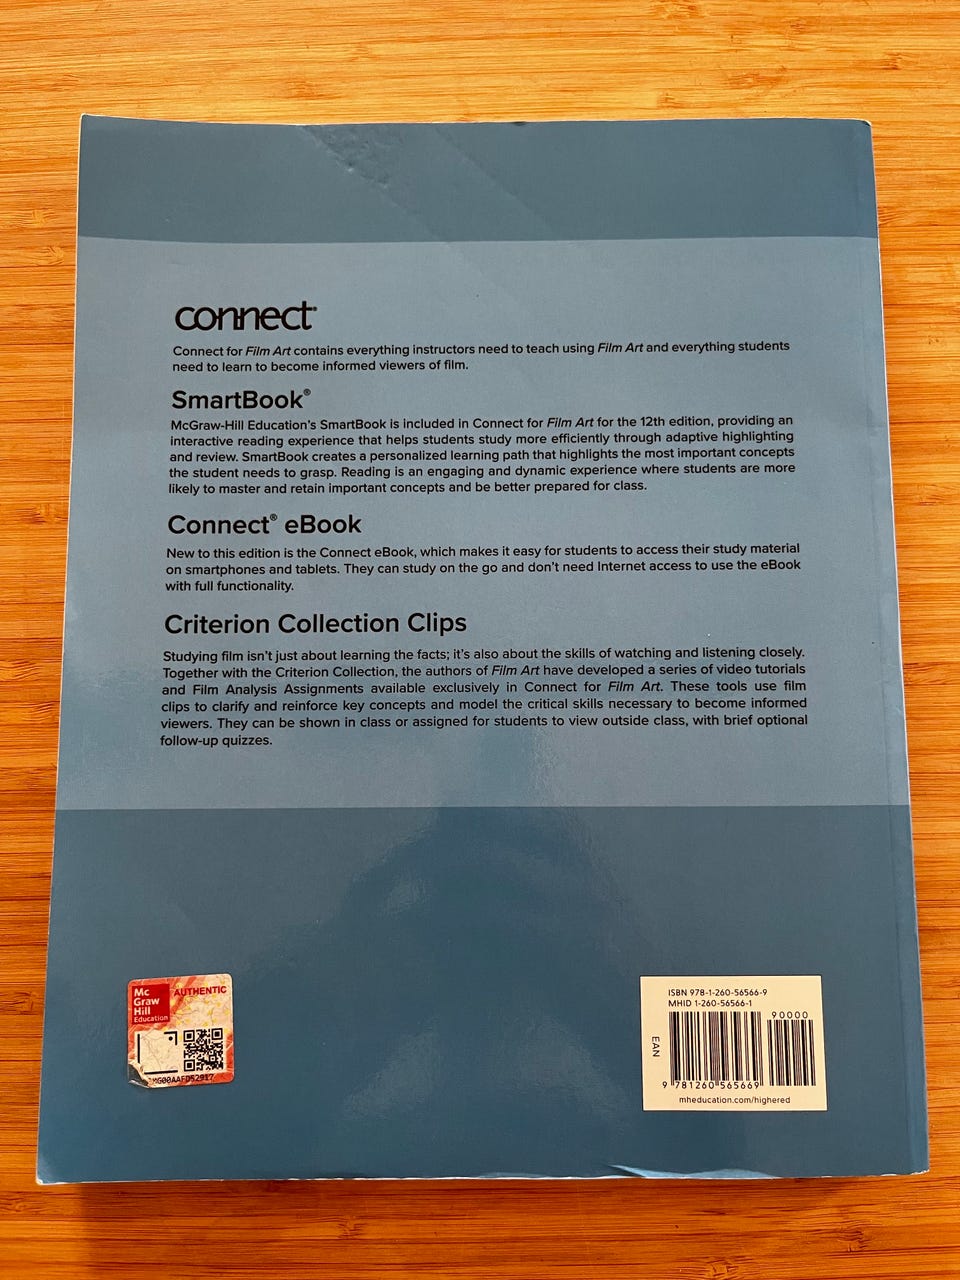 connect®
Connect for Film Art contains everything instructors need to teach using Film Art and everything students
need to learn to become informed viewers of film.
SmartBook®
McGraw-Hill Education's SmartBook is included in Connect for Film Art for the 12th edition, providing an
interactive reading experience that helps students study more efficiently through adaptive highlighting
and review. SmartBook creates a personalized learning path that highlights the most important concepts
the student needs to grasp. Reading is an engaging and dynamic experience where students are more
likely to master and retain important concepts and be better prepared for class.
Connect® eBook
New to this edition is the Connect eBook, which makes it easy for students to access their study material
on smartphones and tablets. They can study on the go and don't need Internet access to use the eBook
with full functionality.
Criterion Collection Clips
Studying film isn't just about learning the facts; it's also about the skills of watching and listening closely.
Together with the Criterion Collection, the authors of Film Art have developed a series of video tutorials
and Film Analysis Assignments available exclusively in Connect for Film Art. These tools use film
clips to clarify and reinforce key concepts and model the critical skills necessary to become informed
viewers. They can be shown in class or assigned for students to view outside class, with brief optional
follow-up quizzes.
Mc
Graw
Hill
Education
AUTHENTIC
ISBN 978-1-260-56566-9
MHID 1-260-56566-1
90000
EAN
9 781260 565669
mheducation.com/highered